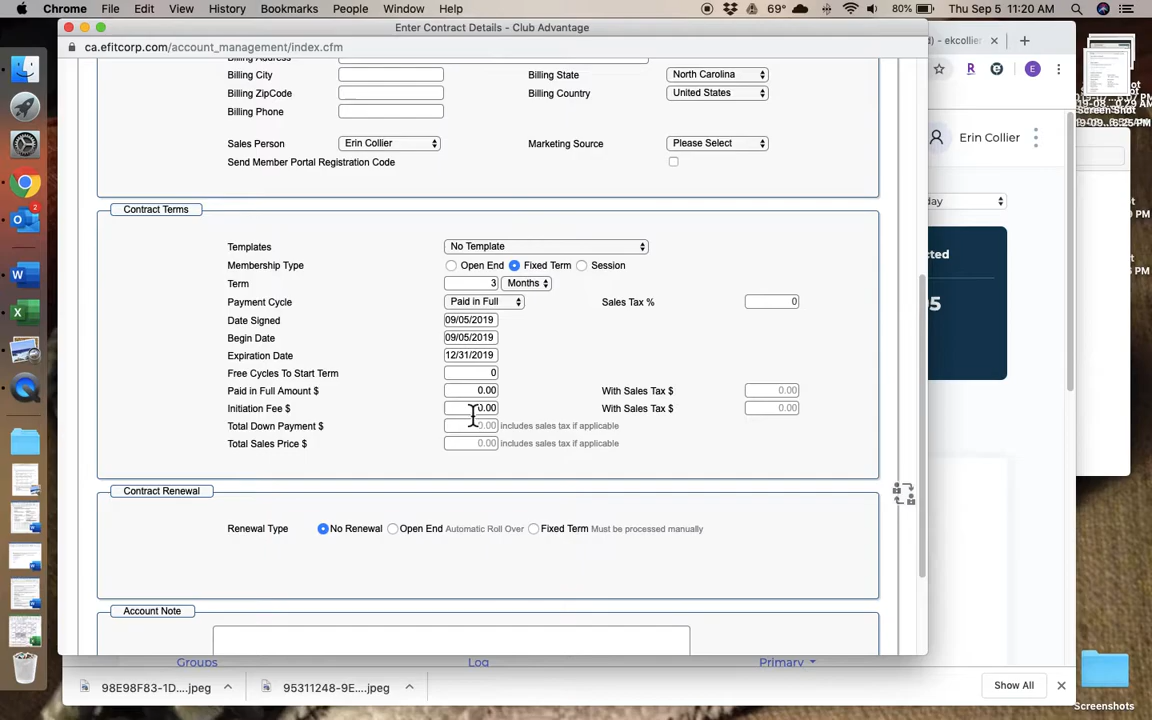 Chrome File Edit View History Bookmarks People Window Help 80% 69° Thu Sep 5 11:20 AM
Enter Contract Details - Club Advantage
ca.efitcorp.com/account_management/index.cfm
d) - ekcollier
R E
Billing Address
Billing City Billing State North Carolina
Billing ZipCode Billing Country United States
Billing Phone
Sales Person Erin Collier Marketing Source Please Select
Send Member Portal Registration Code
Contract Terms
Templates No Template
Membership Type Open End Fixed Term Session
Term 3 Months
Payment Cycle Paid in Full Sales Tax % 0
Date Signed 09/05/2019
Begin Date 09/05/2019
Expiration Date 12/31/2019
Free Cycles To Start Term 0
Paid in Full Amount $ 0.00 With Sales Tax $ 0.00
Initiation Fee $ 0.00 With Sales Tax $ 0.00
Total Down Payment $ 0.00 includes sales tax if applicable
Total Sales Price $ 0.00 includes sales tax if applicable
Contract Renewal
Renewal Type No Renewal Open End Automatic Roll Over Fixed Term Must be processed manually
Account Note
Groups Log Primary
98E98F83-1D....jpeg 95311248-9E....jpeg Show All
Erin Collier
day
cted
5
2
W
X
Screen Shot
Screenshots